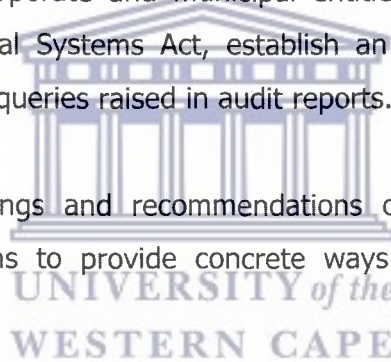 al Systems Act, establish an
queries raised in audit reports.
ngs and recommendations o
ns to provide concrete ways
UNIVERSITY of the
WESTERN CAPE